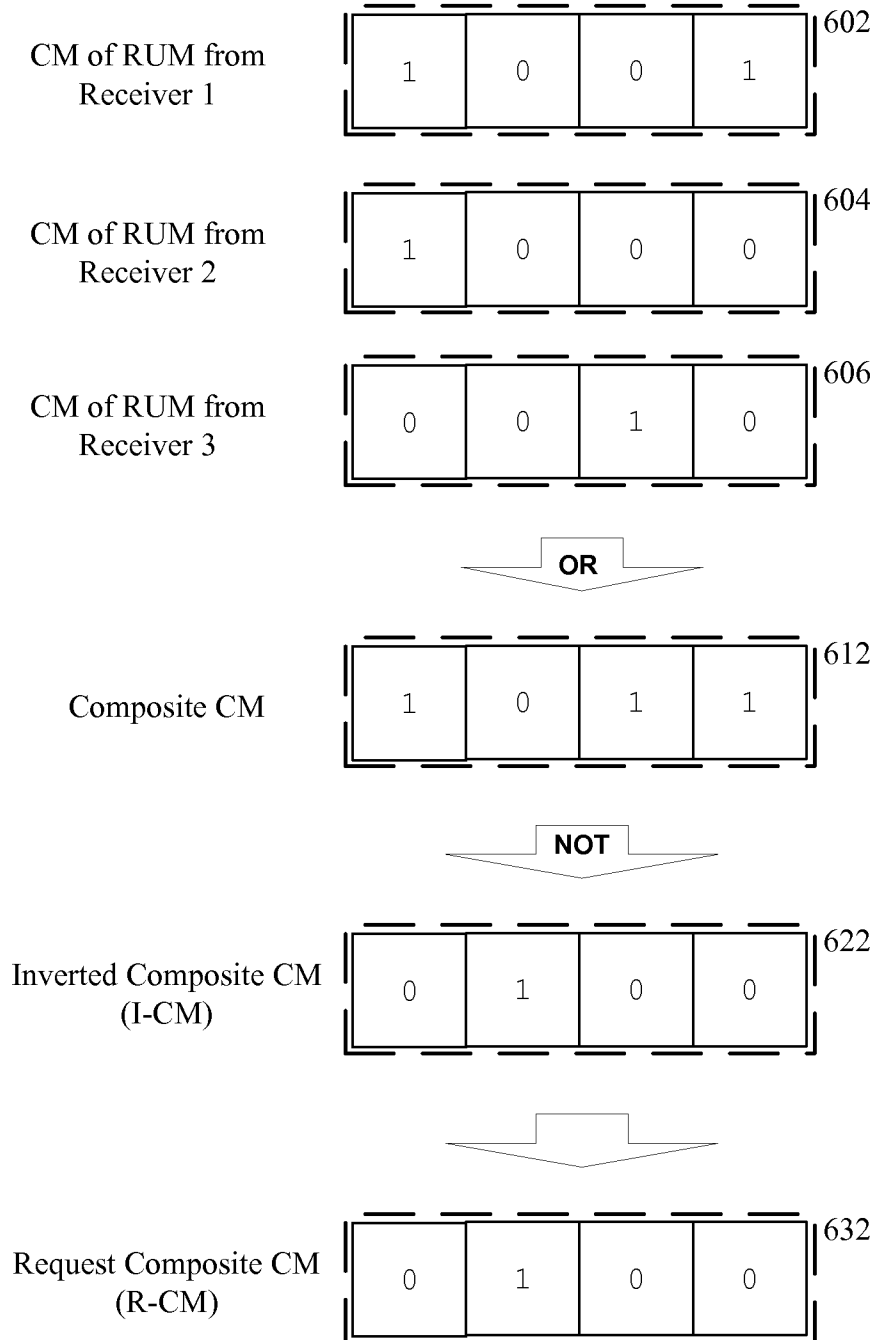 602
CM of RUM from
Receiver 1
1 0 0 1
604
CM of RUM from
Receiver 2
1 0 0 0
606
CM of RUM from
Receiver 3
0 0 1 0
OR
612
Composite CM
1 0 1 1
NOT
622
Inverted Composite CM
(I-CM)
0 1 0 0
632
Request Composite CM
(R-CM)
0 1 0 0